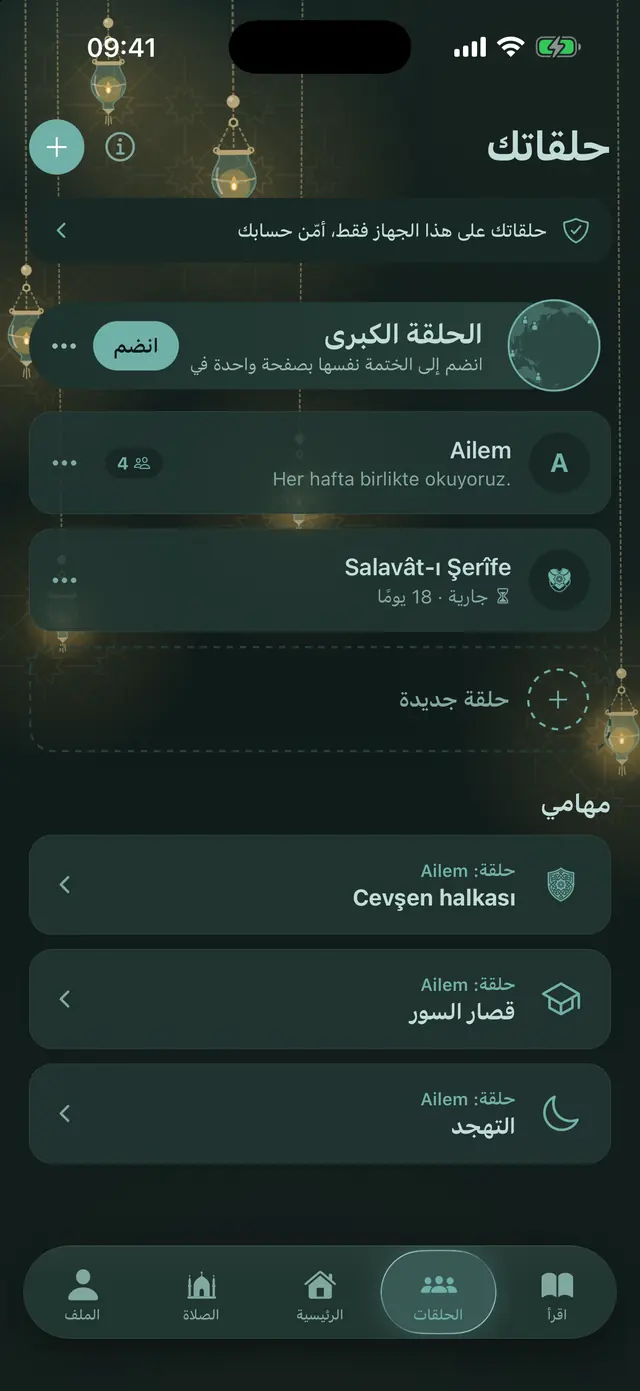 09:41
حلقاتك
حلقاتك على هذا الجهاز فقط، أمّن حسابك
الحلقة الكبرى
انضم إلى الختمة نفسها بصفحة واحدة في
انضم
Ailem
Her hafta birlikte okuyoruz.
4
A
Salavât-ı Şerîfe
جارية · 18 يومًا
حلقة جديدة
مهامي
حلقة: Ailem
Cevşen halkası
حلقة: Ailem
قصار السور
حلقة: Ailem
التهجد
اقرأ
الحلقات
الرئيسية
الصلاة
الملف